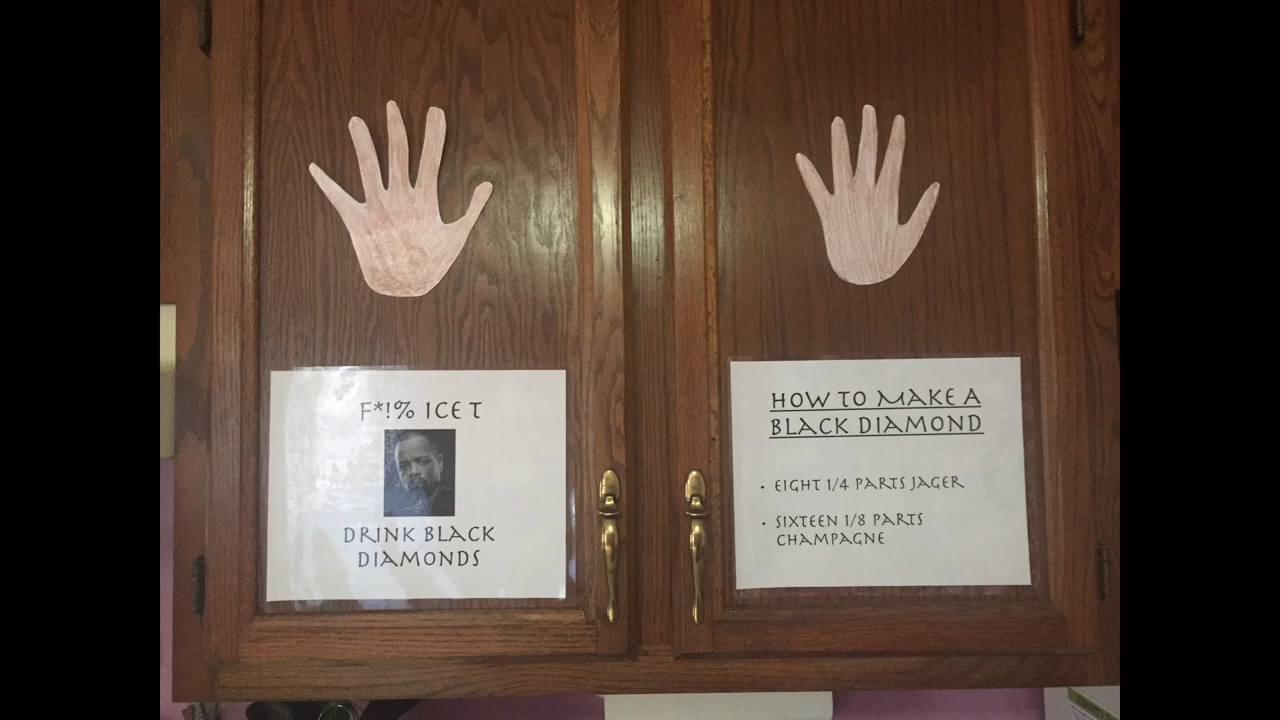 F*!% ICE T
DRINK BLACK
DIAMONDS
HOW TO MAKE A
BLACK DIAMOND
• EIGHT 1/4 PARTS JAGER
• SIXTEEN 1/8 PARTS
CHAMPAGNE